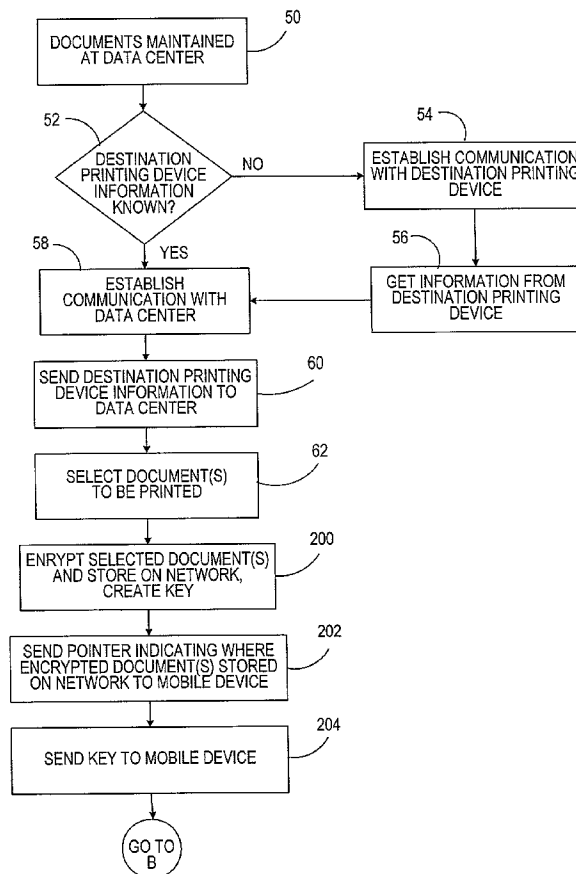 50
DOCUMENTS MAINTAINED
AT DATA CENTER
52
DESTINATION
PRINTING DEVICE
INFORMATION
KNOWN?
NO
54
ESTABLISH COMMUNICATION
WITH DESTINATION PRINTING
DEVICE
YES
58
ESTABLISH
COMMUNICATION WITH
DATA CENTER
56
GET INFORMATION FROM
DESTINATION PRINTING
DEVICE
60
SEND DESTINATION PRINTING
DEVICE INFORMATION TO
DATA CENTER
62
SELECT DOCUMENT(S)
TO BE PRINTED
200
ENRYPT SELECTED DOCUMENT(S)
AND STORE ON NETWORK,
CREATE KEY
202
SEND POINTER INDICATING WHERE
ENCRYPTED DOCUMENT(S) STORED
ON NETWORK TO MOBILE DEVICE
204
SEND KEY TO MOBILE DEVICE
GO TO
B